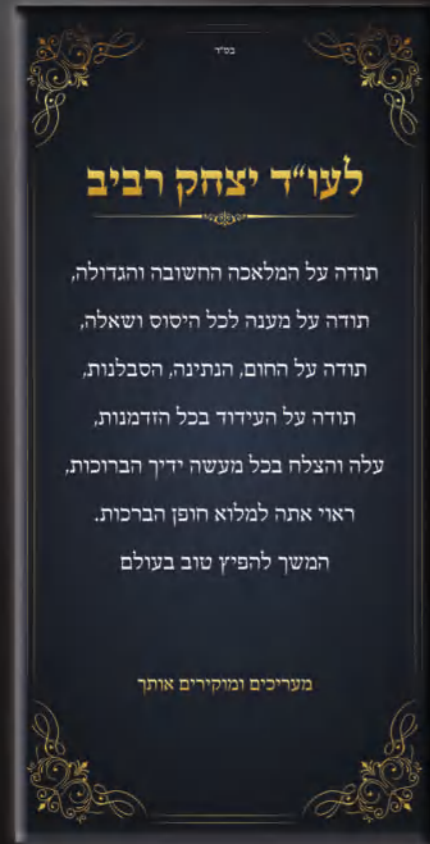 בס"ד
לעו"ד יצחק רביב
תודה על המלאכה החשובה והגדולה,
תודה על מענה לכל היסוס ושאלה,
תודה על החום, הנתינה, הסבלנות,
תודה על העידוד בכל הזדמנות,
עלה והצלח בכל מעשה ידיך הברוכות,
ראוי אתה למלוא חופן הברכות.
המשך להפיץ טוב בעולם
מעריכים ומוקירים אותך